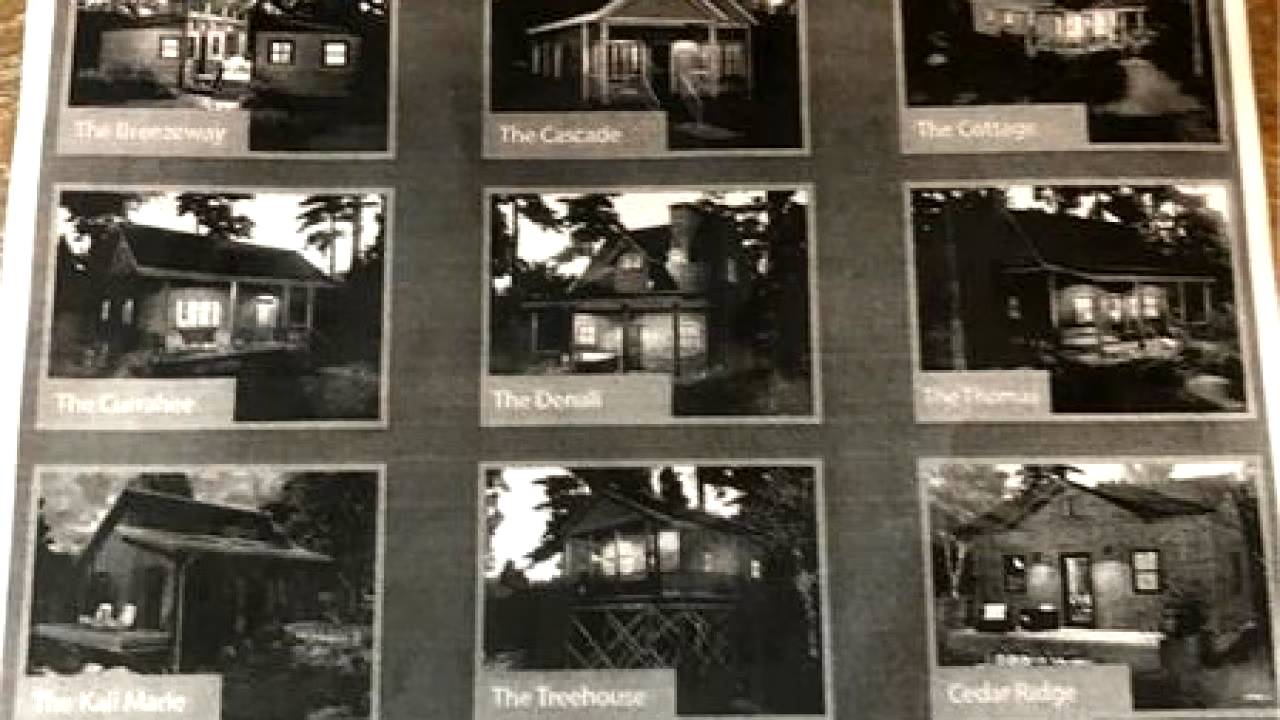 The Breezeway
The Cascade
The Cottage
The Currahee
The Denali
The Thomas
The Kali Marie
The Treehouse
Cedar Ridge